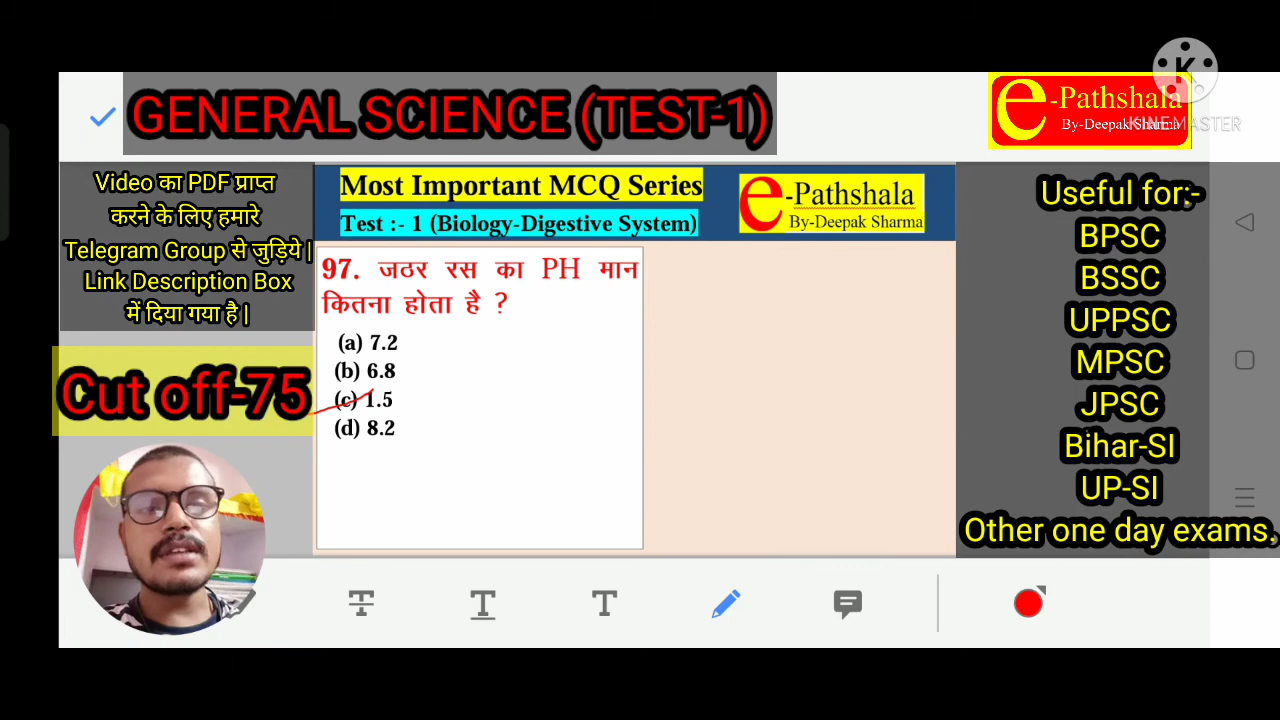 GENERAL SCIENCE (TEST-1)
e-Pathshala
By-Deepak Sharma
KINEMASTER
Video का PDF प्राप्त
करने के लिए हमारे
Telegram Group से जुड़िये |
Link Description Box
में दिया गया है |
Cut off-75
Most Important MCQ Series
Test :- 1 (Biology-Digestive System)
e-Pathshala
By-Deepak Sharma
97. जठर रस का PH मान
कितना होता है ?
(a) 7.2
(b) 6.8
(c) 1.5
(d) 8.2
Useful for:-
BPSC
BSSC
UPPSC
MPSC
JPSC
Bihar-SI
UP-SI
Other one day exams.